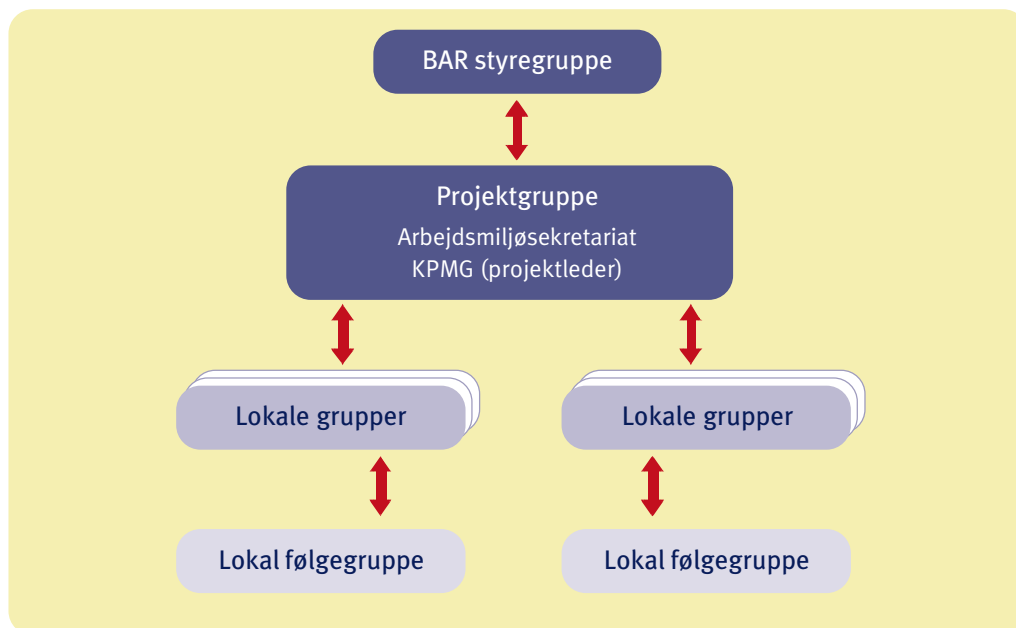 BAR styregruppe
Projektgruppe
Arbejdsmiljøsekretariat
KPMG (projektleder)
Lokale grupper
Lokale grupper
Lokal følgegruppe
Lokal følgegruppe